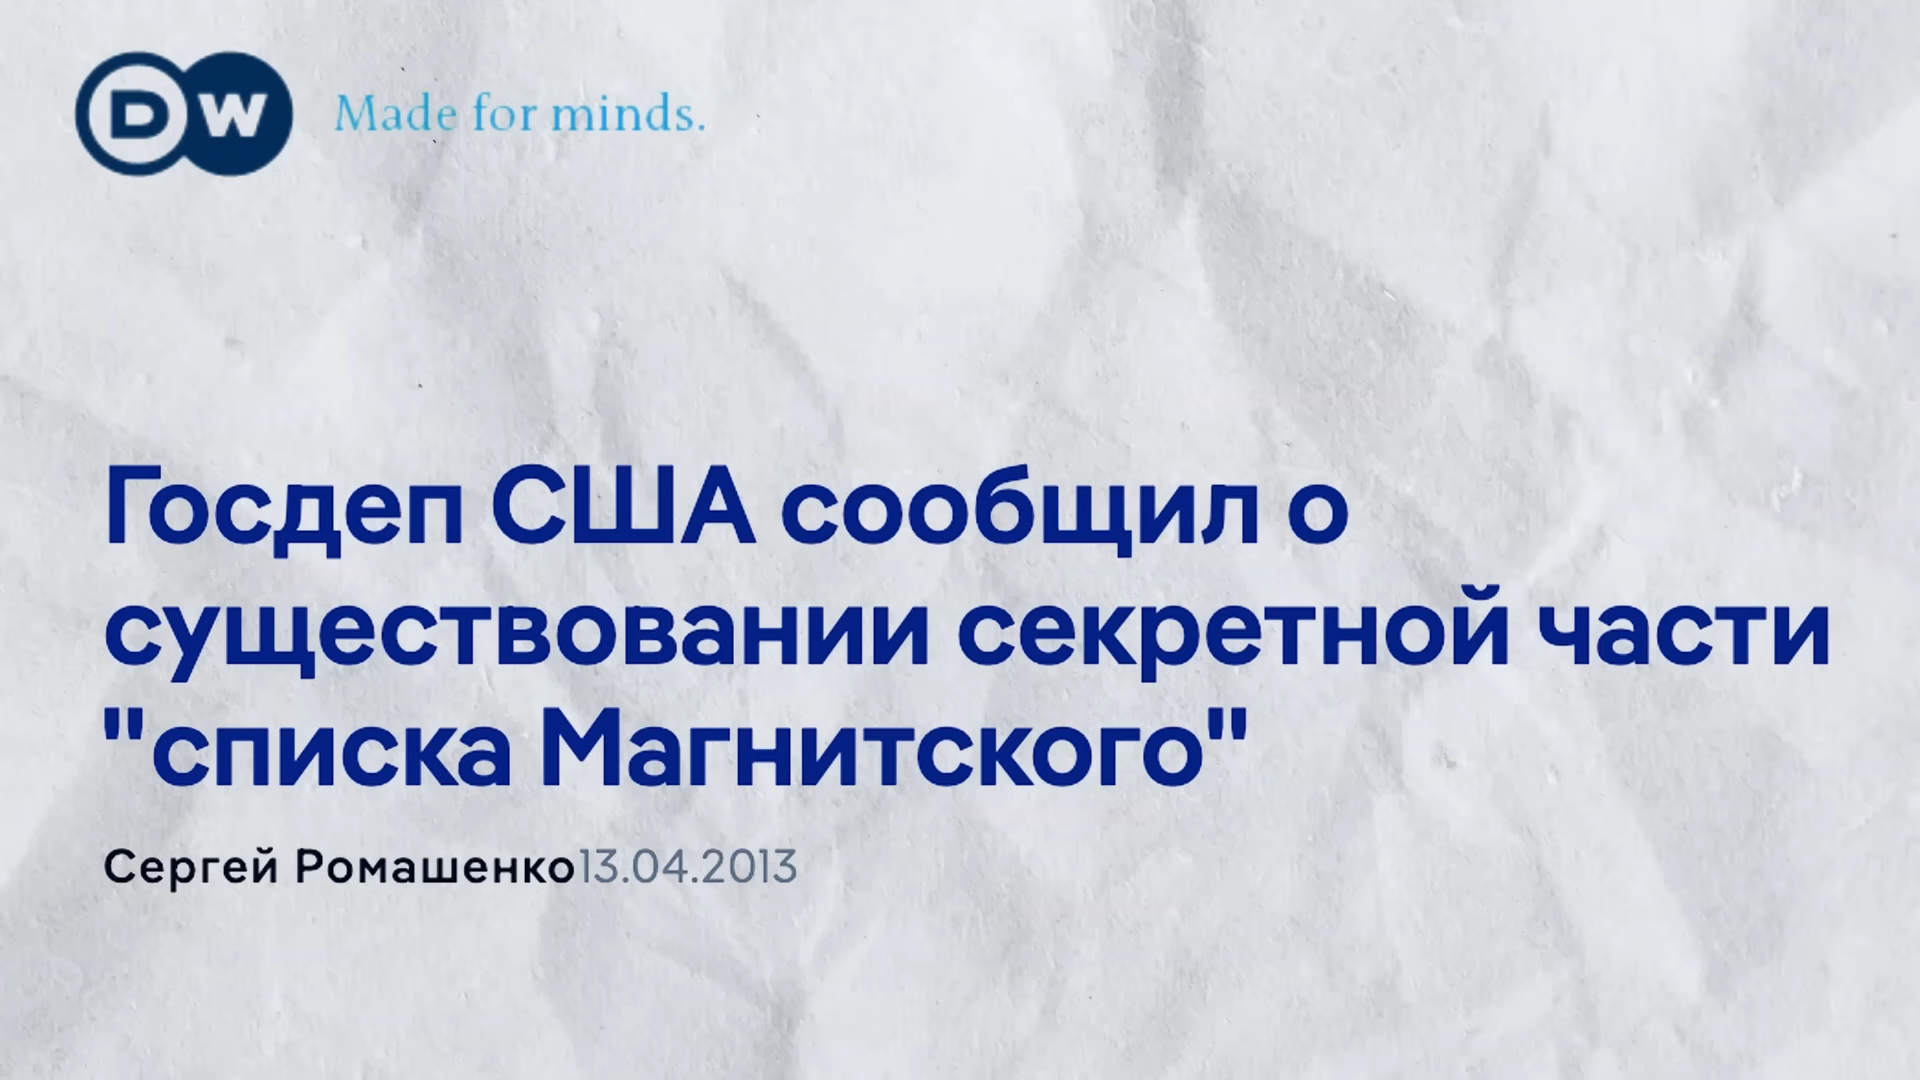 DW Made for minds.
Госдеп США сообщил о
существовании секретной части
"списка Магнитского"
Сергей Ромашенко13.04.2013